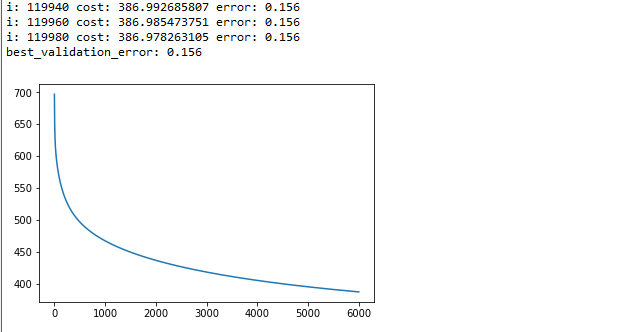 i: 119940 cost: 386.992685807 error: 0.156
i: 119960 cost: 386.985473751 error: 0.156
i: 119980 cost: 386.978263105 error: 0.156
best_validation_error: 0.156
700
650
600
550
500
450
400
0 1000 2000 3000 4000 5000 6000